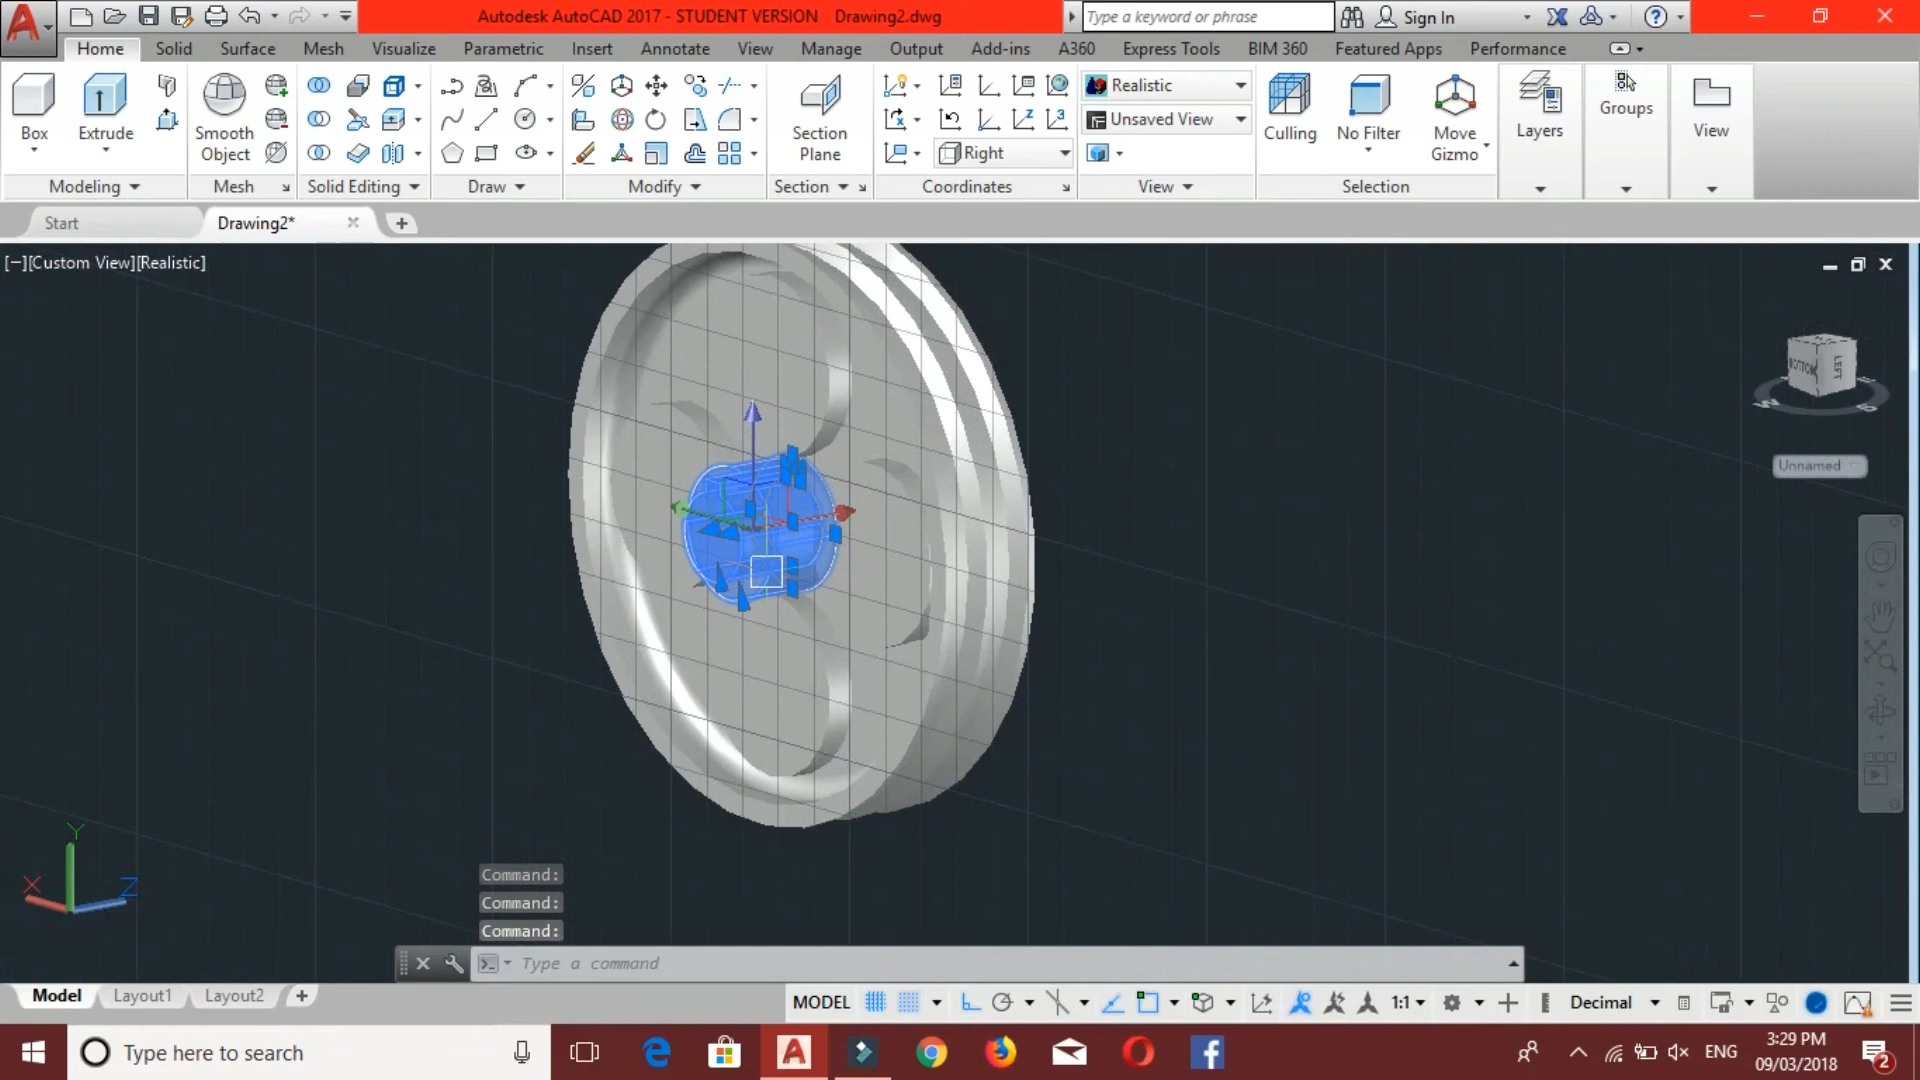 Autodesk AutoCAD 2017 - STUDENT VERSION Drawing2.dwg
Type a keyword or phrase
Sign In
Home Solid Surface Mesh Visualize Parametric Insert Annotate View Manage Output Add-ins A360 Express Tools BIM 360 Featured Apps Performance
Box
Extrude
Smooth
Object
Section
Plane
Realistic
Unsaved View
Right
Culling
No Filter
Move
Gizmo
Layers
Groups
View
Modeling
Mesh
Solid Editing
Draw
Modify
Section
Coordinates
View
Selection
Start
Drawing2*
[−][Custom View][Realistic]
BOTTOM
LEFT
W
Unnamed
Y
X
Z
Command:
Command:
Command:
Type a command
Model Layout1 Layout2
MODEL
1:1
Decimal
Type here to search
ENG
3:29 PM
09/03/2018
2